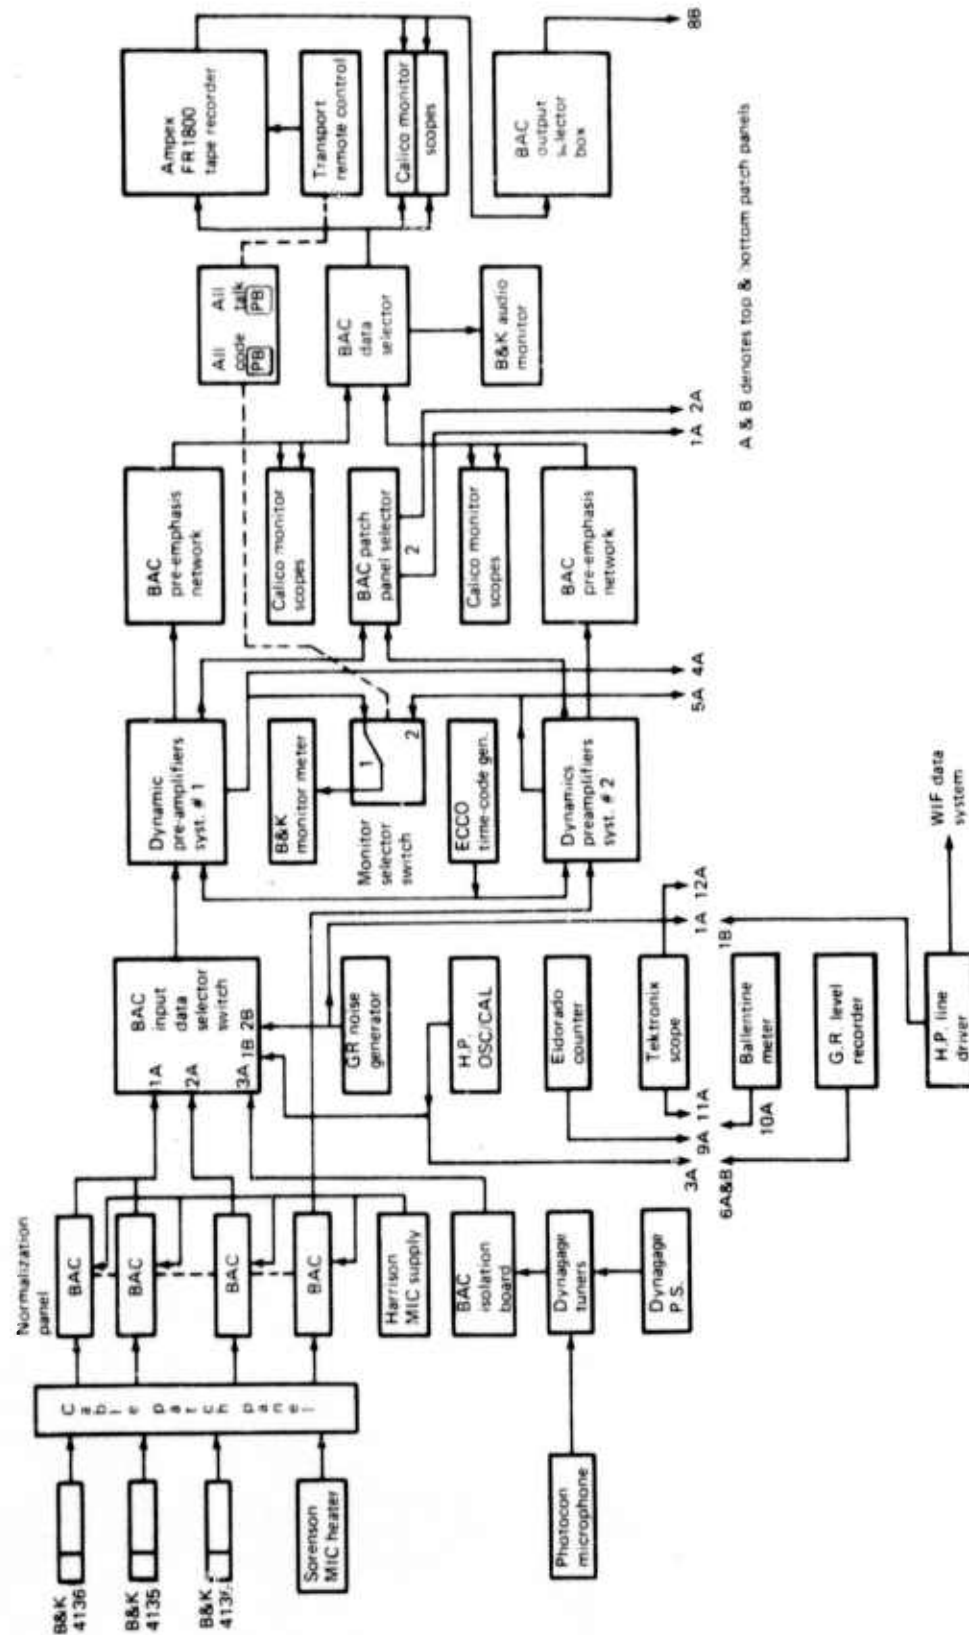 B&K
4136
B&K
4135
B&K
Sorenson
MIC heater
Cable patch panel
Normalization
panel
BAC
BAC
BAC
BAC
Harrison
MIC supply
BAC
isolation
board
Photocon
microphone
Dynagage
tuners
Dynagage
P.S.
BAC
input
data
selector
switch
1A
2A
3A 1B 2B
GR noise
generator
H.P.
OSC/CAL
Eldorado
counter
Tektronix
scope
Ballentine
meter
G.R. level
recorder
H.P. line
driver
3A
9A
11A
10A
6A&B
1A
12A
1B
WIF data
system
Dynamic
pre-amplifiers
syst. # 1
B&K
monitor meter
1
2
Monitor
selector
switch
ECCO
time-code gen.
Dynamics
preamplifiers
syst. # 2
5A
4A
BAC
pre-emphasis
network
Calico monitor
scopes
BAC patch
panel selector
2
Calico monitor
scopes
BAC
pre-emphasis
network
1A
2A
All
code
PB
All
talk
PB
BAC
data
selector
B&K audio
monitor
Ampex
FR1800
tape recorder
Transport
remote control
Calico monitor
scopes
BAC
output
selector
box
8B
A & B denotes top & bottom patch panels